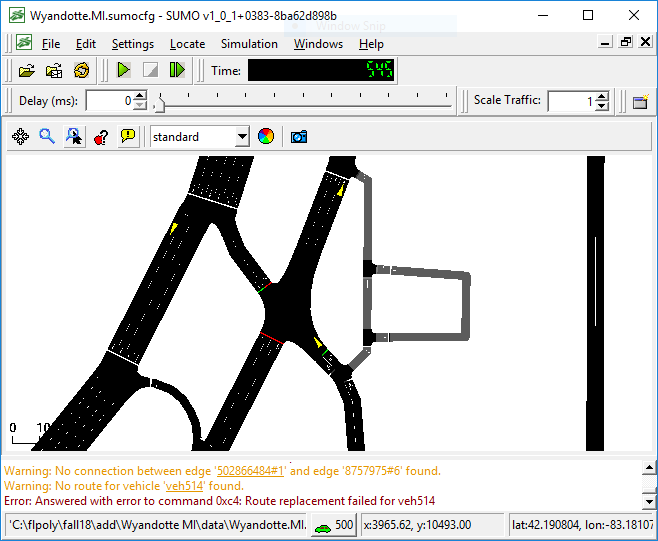 Wyandotte.MI.sumocfg - SUMO v1_0_1+0383-8ba62d898b
Window Snip
File Edit Settings Locate Simulation Windows Help
Time: 545
Delay (ms): 0 Scale Traffic: 1
standard
0 10
Warning: No connection between edge '502866484#1' and edge '8757975#6' found.
Warning: No route for vehicle 'veh514' found.
Error: Answered with error to command 0xc4: Route replacement failed for veh514
'C:\flpoly\fall18\add\Wyandotte MI\data\Wyandotte.MI. 500 x:3965.62, y:10493.00 lat:42.190804, lon:-83.18107